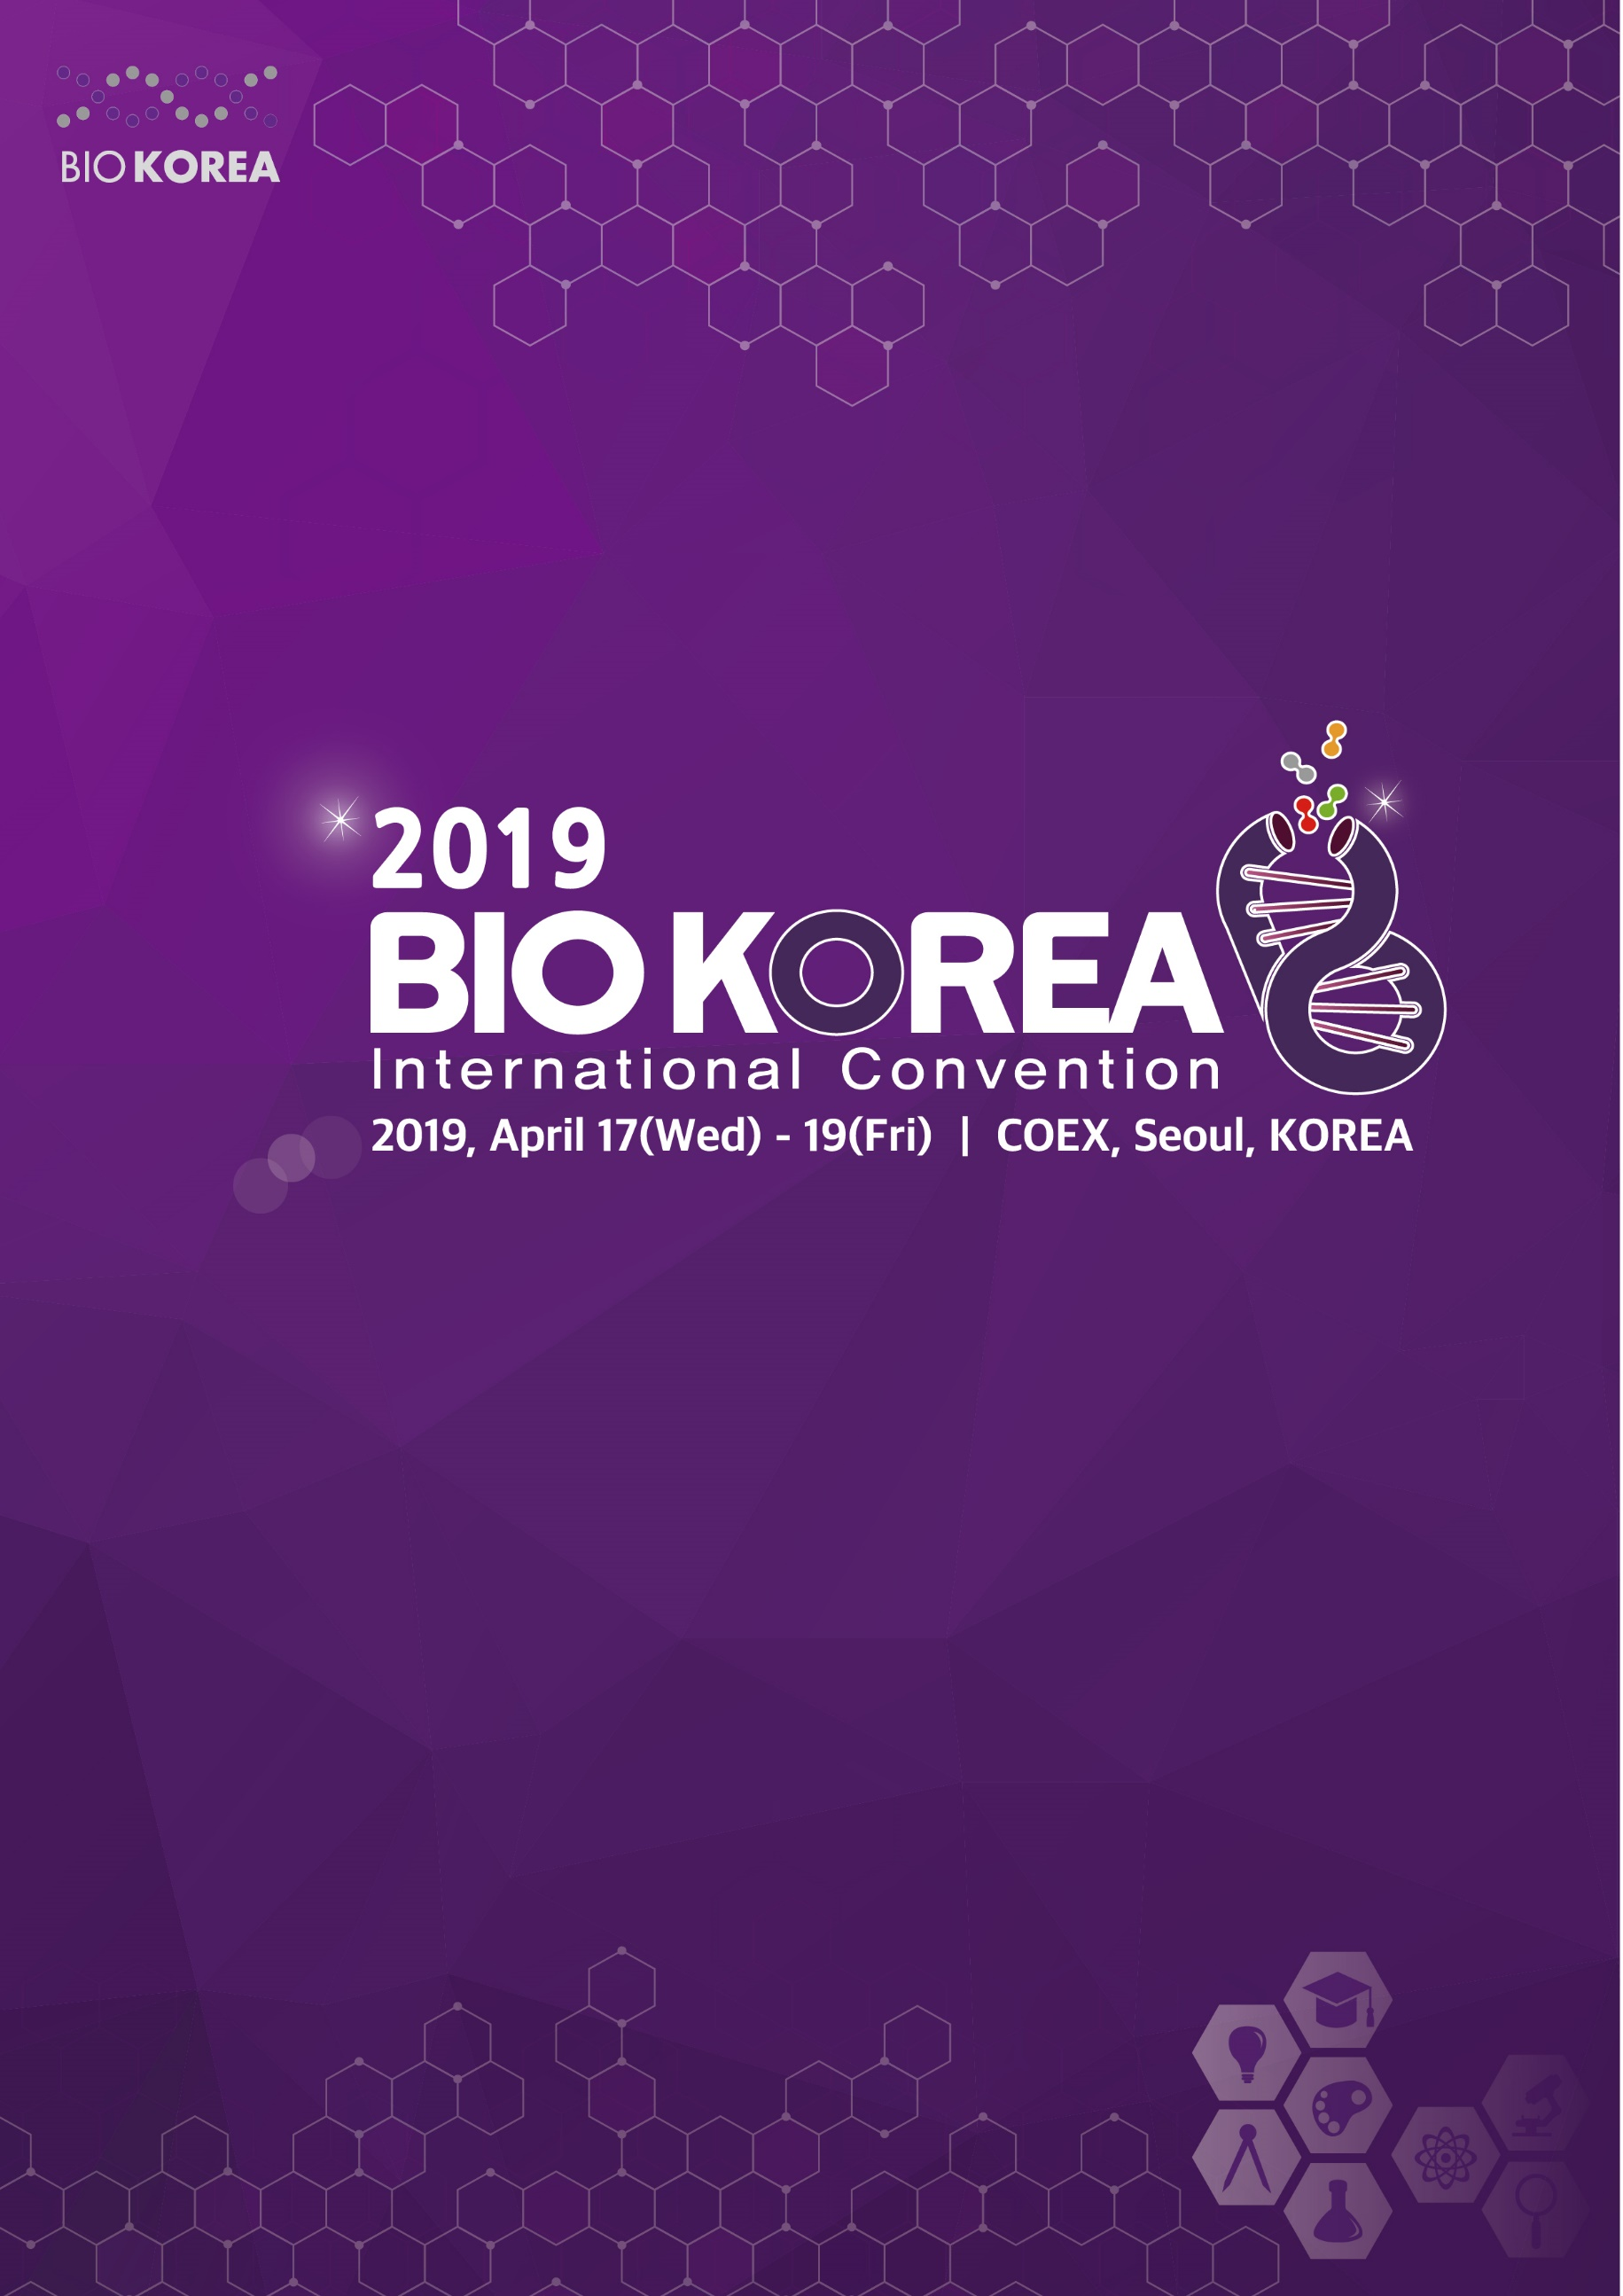 BIO KOREA
2019
BIO KOREA
International Convention
2019, April 17(Wed) - 19(Fri) | COEX, Seoul, KOREA